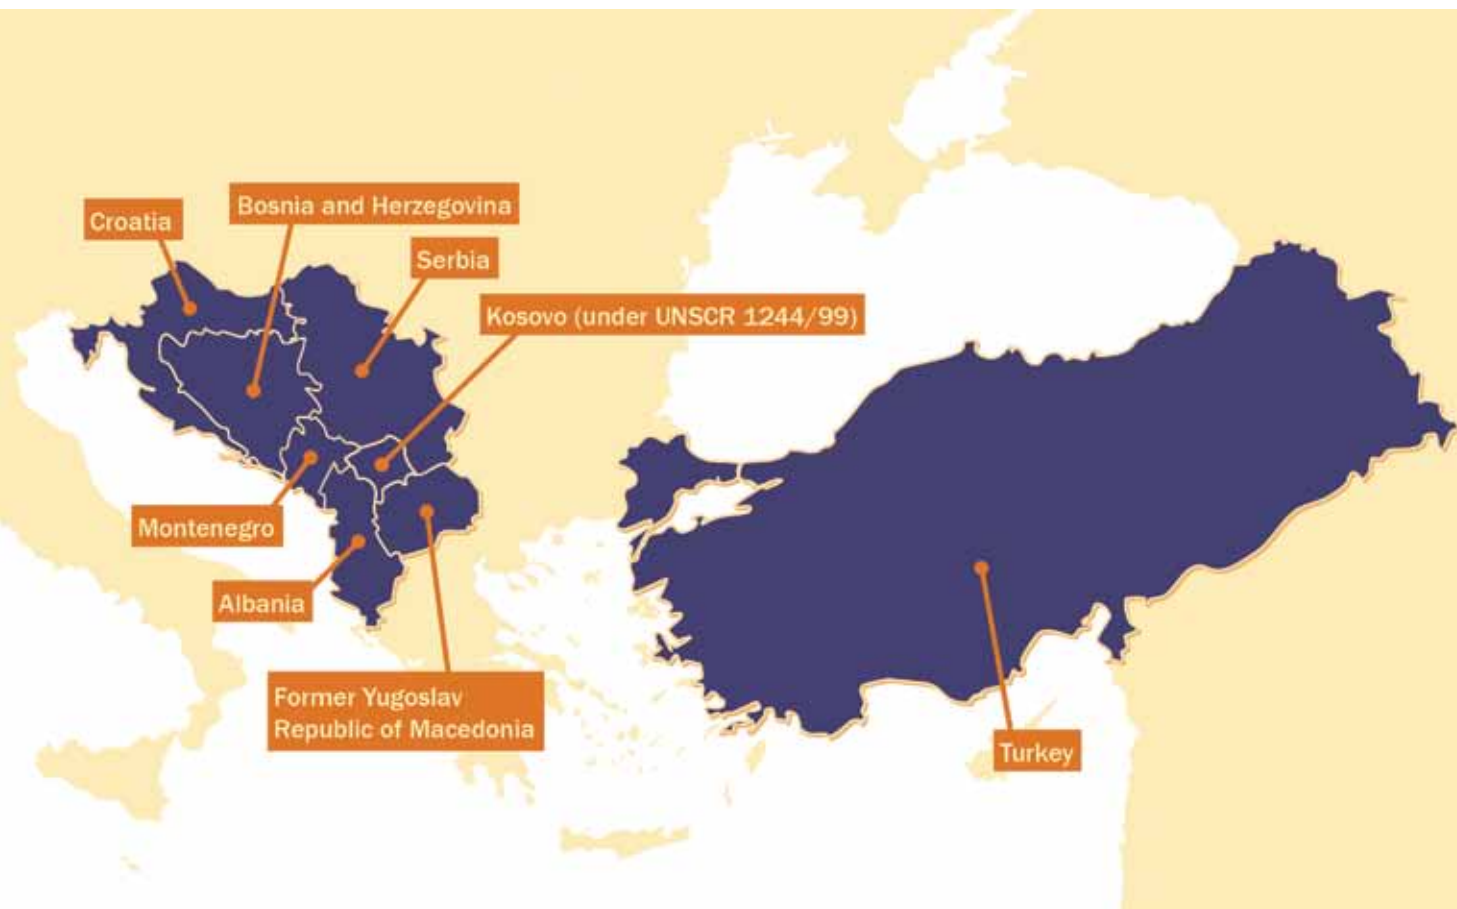 Croatia
Bosnia and Herzegovina
Serbia
Kosovo (under UNSCR 1244/99)
Montenegro
Albania
Former Yugoslav
Republic of Macedonia
Turkey